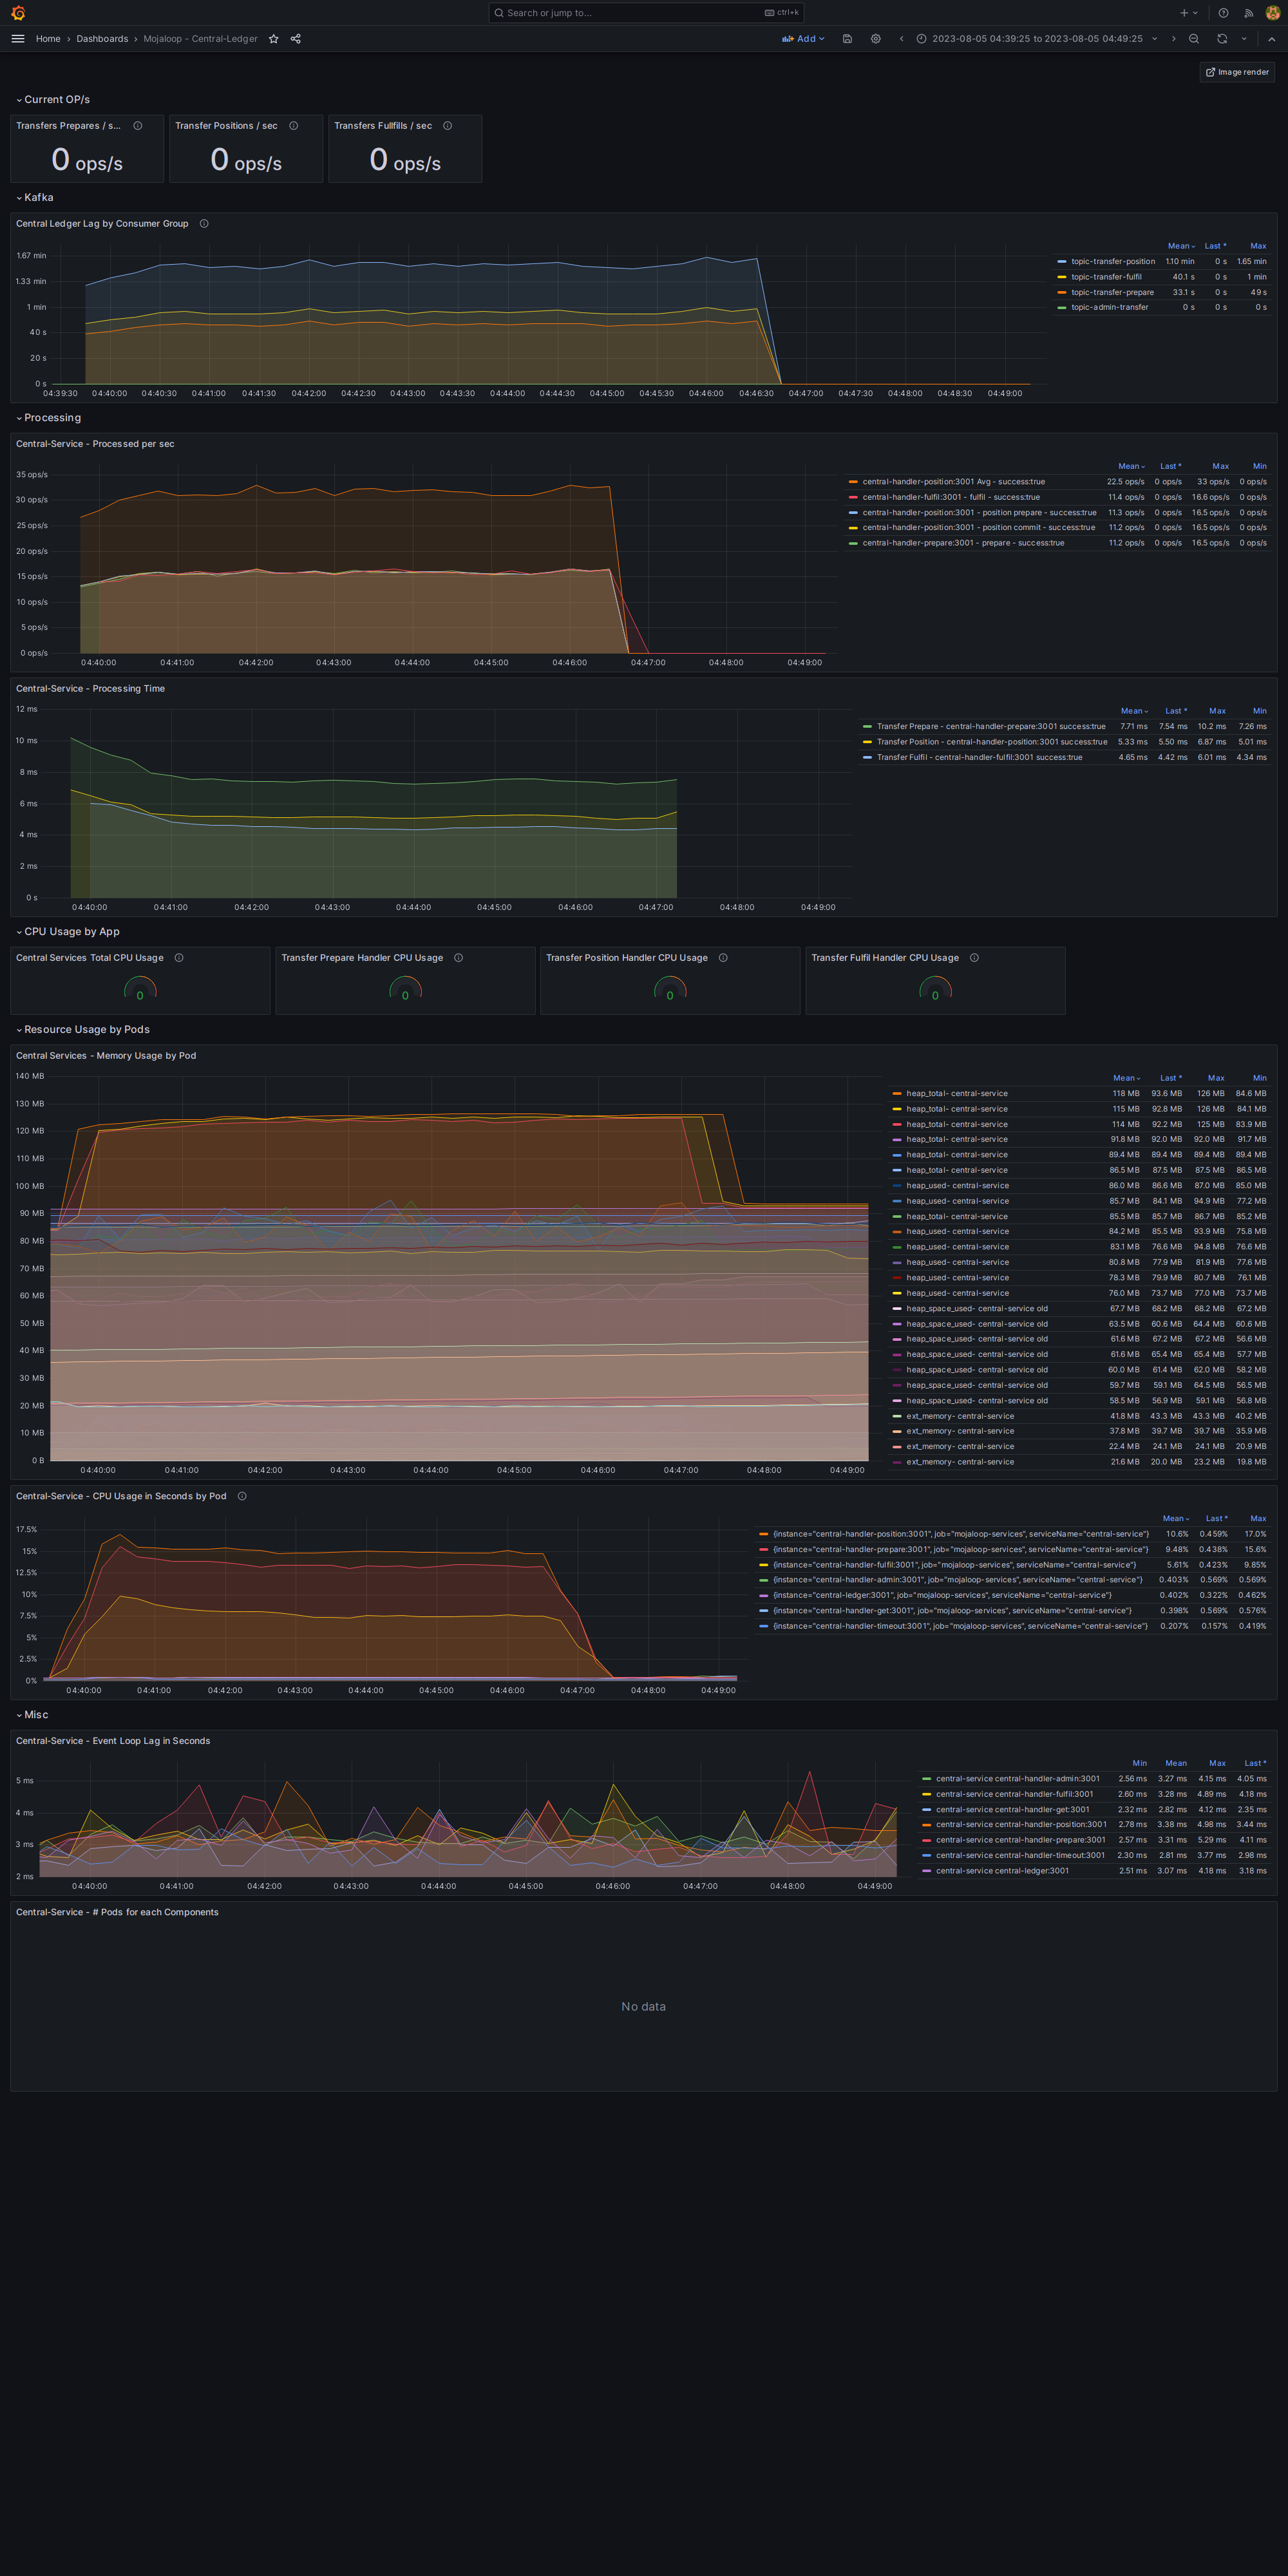 Search or jump to...
ctrl+k
Home › Dashboards › Mojaloop - Central-Ledger
Add
2023-08-05 04:39:25 to 2023-08-05 04:49:25
Image render
Current OP/s
Transfers Prepares / s...
Transfer Positions / sec
Transfers Fullfills / sec
0 ops/s
0 ops/s
0 ops/s
Kafka
Central Ledger Lag by Consumer Group
1.67 min
1.33 min
1 min
40 s
20 s
0 s
04:39:30 04:40:00 04:40:30 04:41:00 04:41:30 04:42:00 04:42:30 04:43:00 04:43:30 04:44:00 04:44:30 04:45:00 04:45:30 04:46:00 04:46:30 04:47:00 04:47:30 04:48:00 04:48:30 04:49:00
Mean Last * Max
topic-transfer-position 1.10 min 0 s 1.65 min
topic-transfer-fulfil 40.1 s 0 s 1 min
topic-transfer-prepare 33.1 s 0 s 49 s
topic-admin-transfer 0 s 0 s 0 s
Processing
Central-Service - Processed per sec
35 ops/s
30 ops/s
25 ops/s
20 ops/s
15 ops/s
10 ops/s
5 ops/s
0 ops/s
04:40:00 04:41:00 04:42:00 04:43:00 04:44:00 04:45:00 04:46:00 04:47:00 04:48:00 04:49:00
Mean Last * Max Min
central-handler-position:3001 Avg - success:true 22.5 ops/s 0 ops/s 33 ops/s 0 ops/s
central-handler-fulfil:3001 - fulfil - success:true 11.4 ops/s 0 ops/s 16.6 ops/s 0 ops/s
central-handler-position:3001 - position prepare - success:true 11.3 ops/s 0 ops/s 16.5 ops/s 0 ops/s
central-handler-position:3001 - position commit - success:true 11.2 ops/s 0 ops/s 16.5 ops/s 0 ops/s
central-handler-prepare:3001 - prepare - success:true 11.2 ops/s 0 ops/s 16.5 ops/s 0 ops/s
Central-Service - Processing Time
12 ms
10 ms
8 ms
6 ms
4 ms
2 ms
0 s
04:40:00 04:41:00 04:42:00 04:43:00 04:44:00 04:45:00 04:46:00 04:47:00 04:48:00 04:49:00
Mean Last * Max Min
Transfer Prepare - central-handler-prepare:3001 success:true 7.71 ms 7.54 ms 10.2 ms 7.26 ms
Transfer Position - central-handler-position:3001 success:true 5.33 ms 5.50 ms 6.87 ms 5.01 ms
Transfer Fulfil - central-handler-fulfil:3001 success:true 4.65 ms 4.42 ms 6.01 ms 4.34 ms
CPU Usage by App
Central Services Total CPU Usage
Transfer Prepare Handler CPU Usage
Transfer Position Handler CPU Usage
Transfer Fulfil Handler CPU Usage
0
0
0
0
Resource Usage by Pods
Central Services - Memory Usage by Pod
140 MB
130 MB
120 MB
110 MB
100 MB
90 MB
80 MB
70 MB
60 MB
50 MB
40 MB
30 MB
20 MB
10 MB
0 B
04:40:00 04:41:00 04:42:00 04:43:00 04:44:00 04:45:00 04:46:00 04:47:00 04:48:00 04:49:00
Mean Last * Max Min
heap_total- central-service 118 MB 93.6 MB 126 MB 84.6 MB
heap_total- central-service 115 MB 92.8 MB 126 MB 84.1 MB
heap_total- central-service 114 MB 92.2 MB 125 MB 83.9 MB
heap_total- central-service 91.8 MB 92.0 MB 92.0 MB 91.7 MB
heap_total- central-service 89.4 MB 89.4 MB 89.4 MB 89.4 MB
heap_total- central-service 86.5 MB 87.5 MB 87.5 MB 86.5 MB
heap_used- central-service 86.0 MB 86.6 MB 87.0 MB 85.0 MB
heap_used- central-service 85.7 MB 84.1 MB 94.9 MB 77.2 MB
heap_total- central-service 85.5 MB 85.7 MB 86.7 MB 85.2 MB
heap_used- central-service 84.2 MB 85.5 MB 93.9 MB 75.8 MB
heap_used- central-service 83.1 MB 76.6 MB 94.8 MB 76.6 MB
heap_used- central-service 80.8 MB 77.9 MB 81.9 MB 77.6 MB
heap_used- central-service 78.3 MB 79.9 MB 80.7 MB 76.1 MB
heap_used- central-service 76.0 MB 73.7 MB 77.0 MB 73.7 MB
heap_space_used- central-service old 67.7 MB 68.2 MB 68.2 MB 67.2 MB
heap_space_used- central-service old 63.5 MB 60.6 MB 64.4 MB 60.6 MB
heap_space_used- central-service old 61.6 MB 67.2 MB 67.2 MB 56.6 MB
heap_space_used- central-service old 61.6 MB 65.4 MB 65.4 MB 57.7 MB
heap_space_used- central-service old 60.0 MB 61.4 MB 62.0 MB 58.2 MB
heap_space_used- central-service old 59.7 MB 59.1 MB 64.5 MB 56.5 MB
heap_space_used- central-service old 58.5 MB 56.9 MB 59.1 MB 56.8 MB
ext_memory- central-service 41.8 MB 43.3 MB 43.3 MB 40.2 MB
ext_memory- central-service 37.8 MB 39.7 MB 39.7 MB 35.9 MB
ext_memory- central-service 22.4 MB 24.1 MB 24.1 MB 20.9 MB
ext_memory- central-service 21.6 MB 20.0 MB 23.2 MB 19.8 MB
Central-Service - CPU Usage in Seconds by Pod
17.5%
15%
12.5%
10%
7.5%
5%
2.5%
0%
04:40:00 04:41:00 04:42:00 04:43:00 04:44:00 04:45:00 04:46:00 04:47:00 04:48:00 04:49:00
Mean Last * Max
{instance="central-handler-position:3001", job="mojaloop-services", serviceName="central-service"} 10.6% 0.459% 17.0%
{instance="central-handler-prepare:3001", job="mojaloop-services", serviceName="central-service"} 9.48% 0.438% 15.6%
{instance="central-handler-fulfil:3001", job="mojaloop-services", serviceName="central-service"} 5.61% 0.423% 9.85%
{instance="central-handler-admin:3001", job="mojaloop-services", serviceName="central-service"} 0.403% 0.569% 0.569%
{instance="central-ledger:3001", job="mojaloop-services", serviceName="central-service"} 0.402% 0.322% 0.462%
{instance="central-handler-get:3001", job="mojaloop-services", serviceName="central-service"} 0.398% 0.569% 0.576%
{instance="central-handler-timeout:3001", job="mojaloop-services", serviceName="central-service"} 0.207% 0.157% 0.419%
Misc
Central-Service - Event Loop Lag in Seconds
5 ms
4 ms
3 ms
2 ms
04:40:00 04:41:00 04:42:00 04:43:00 04:44:00 04:45:00 04:46:00 04:47:00 04:48:00 04:49:00
Min Mean Max Last *
central-service central-handler-admin:3001 2.56 ms 3.27 ms 4.15 ms 4.05 ms
central-service central-handler-fulfil:3001 2.60 ms 3.28 ms 4.89 ms 4.18 ms
central-service central-handler-get:3001 2.32 ms 2.82 ms 4.12 ms 2.35 ms
central-service central-handler-position:3001 2.78 ms 3.38 ms 4.98 ms 3.44 ms
central-service central-handler-prepare:3001 2.57 ms 3.31 ms 5.29 ms 4.11 ms
central-service central-handler-timeout:3001 2.30 ms 2.81 ms 3.77 ms 2.98 ms
central-service central-ledger:3001 2.51 ms 3.07 ms 4.18 ms 3.18 ms
Central-Service - # Pods for each Components
No data